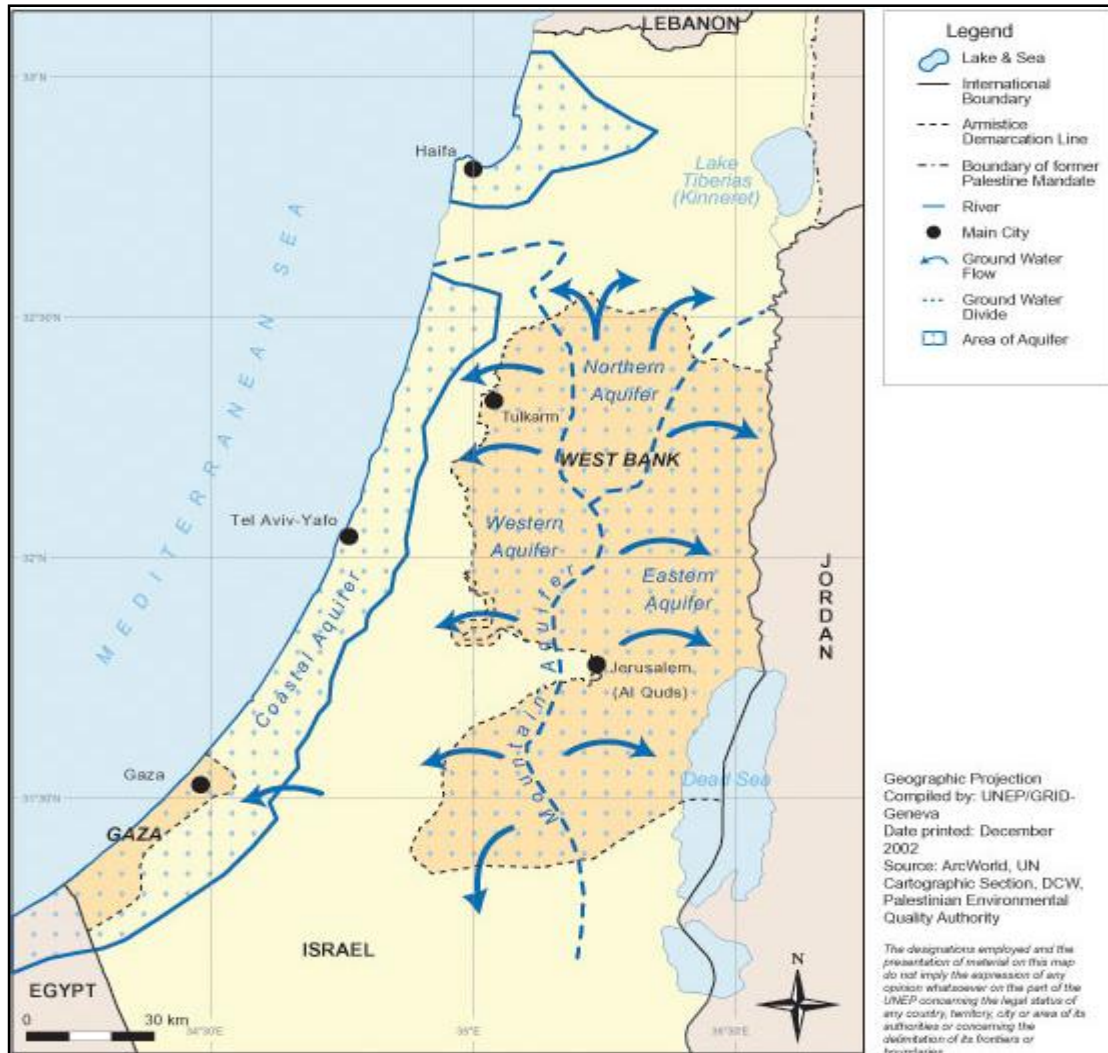 LEBANON
33°N
Haifa
Lake
Tiberias
(Kinneret)
MEDITERRANEAN SEA
32°30'N
Northern
Aquifer
Tulkarm
WEST BANK
Tel Aviv-Yafo
Western
Aquifer
32°N
Eastern
Aquifer
Coastal Aquifer
Mountain Aquifer
JORDAN
Jerusalem
(Al Quds)
Gaza
Dead Sea
31°30'N
GAZA
ISRAEL
EGYPT
N
0 30 km
34°30'E
35°E
Legend
Lake & Sea
International
Boundary
Armistice
Demarcation Line
Boundary of former
Palestine Mandate
River
Main City
Ground Water
Flow
Ground Water
Divide
Area of Aquifer
Geographic Projection
Compiled by: UNEP/GRID-
Geneva
Date printed: December
2002
Source: ArcWorld, UN
Cartographic Section, DCW,
Palestinian Environmental
Quality Authority
The designations employed and the
presentation of material on this map
do not imply the expression of any
opinion whatsoever on the part of the
UNEP concerning the legal status of
any country, territory, city or area of its
authorities or concerning the
delimitation of its frontiers or
boundaries